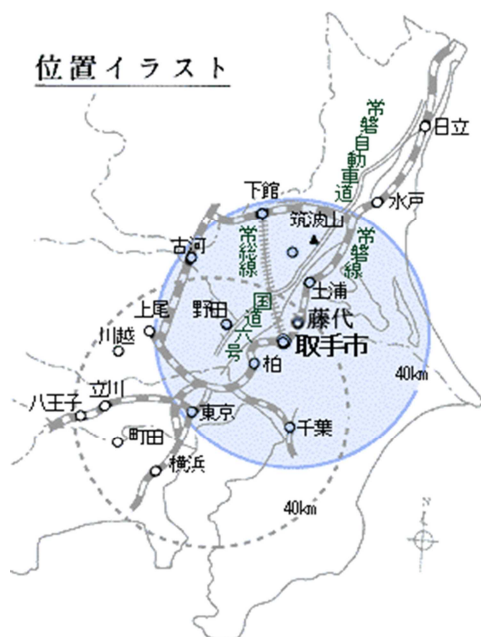 位置イラスト
常磐自動車道
日立
下館
水戸
筑波山
古河
常総線
常磐線
土浦
上尾
野田
国道六号
藤代
川越
取手市
柏
40km
立川
八王子
東京
千葉
町田
横浜
40km
N